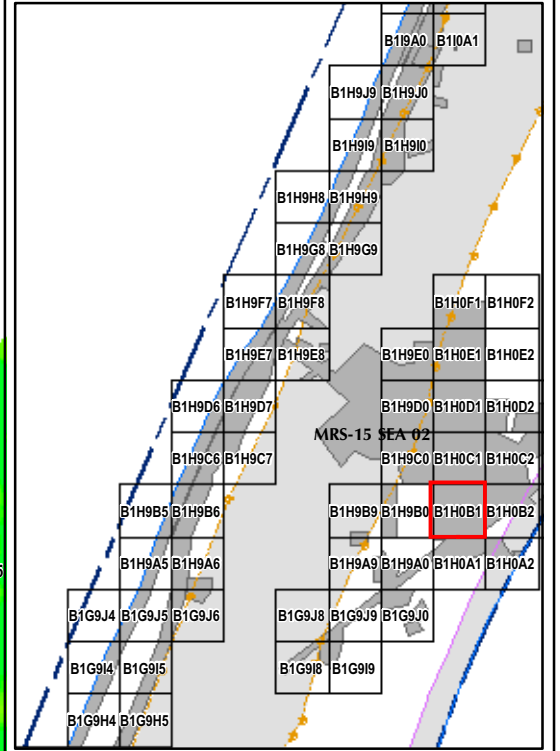 B1I9A0 B1I0A1
B1H9J9 B1H9J0
B1H9I9 B1H9I0
B1H9H8 B1H9H9
B1H9G8 B1H9G9
B1H9F7 B1H9F8 B1H0F1 B1H0F2
B1H9E7 B1H9E8 B1H9E0 B1H0E1 B1H0E2
B1H9D6 B1H9D7 B1H9D0 B1H0D1 B1H0D2
MRS-15 SEA 02
B1H9C6 B1H9C7 B1H9C0 B1H0C1 B1H0C2
B1H9B5 B1H9B6 B1H9B9 B1H9B0 B1H0B1 B1H0B2
B1H9A5 B1H9A6 B1H9A9 B1H9A0 B1H0A1 B1H0A2
B1G9J4 B1G9J5 B1G9J6 B1G9J8 B1G9J9 B1G9J0
B1G9I4 B1G9I5 B1G9I8 B1G9I9
B1G9H4 B1G9H5